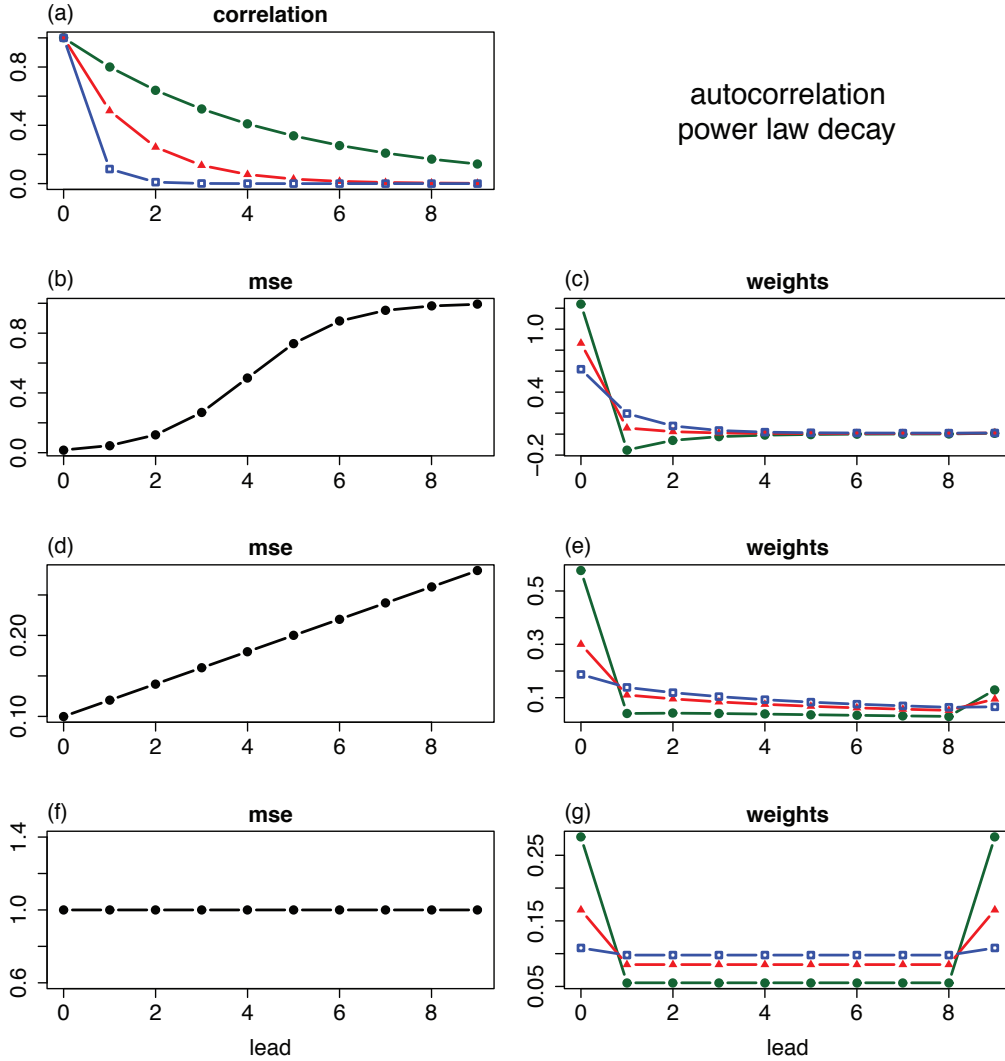 (a)
correlation
0.0 0.4 0.8
0 2 4 6 8
autocorrelation
power law decay
(b)
mse
0.0 0.4 0.8
0 2 4 6 8
(c)
weights
−0.2 0.4 1.0
0 2 4 6 8
(d)
mse
0.10 0.20
0 2 4 6 8
(e)
weights
0.1 0.3 0.5
0 2 4 6 8
(f)
mse
0.6 1.0 1.4
0 2 4 6 8
lead
(g)
weights
0.05 0.15 0.25
0 2 4 6 8
lead